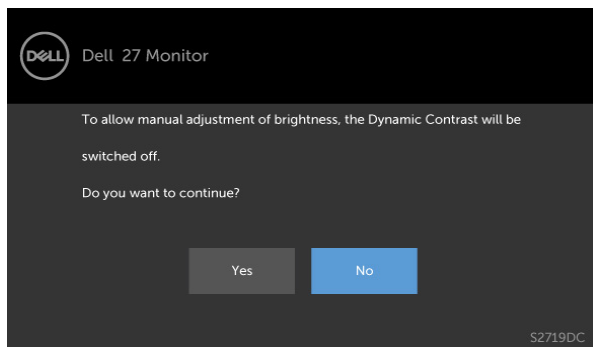 DELL
Dell 27 Monitor
To allow manual adjustment of brightness, the Dynamic Contrast will be
switched off.
Do you want to continue?
Yes No
S2719DC